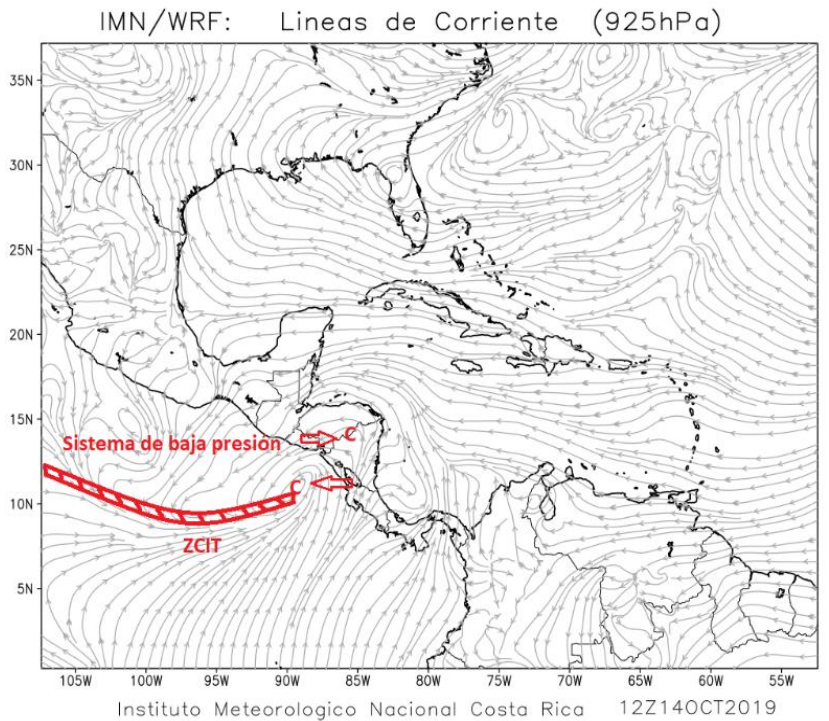 IMN/WRF: Lineas de Corriente (925hPa)
35N
30N
25N
20N
15N
10N
5N
Sistema de baja presión
C
C
ZCIT
105W 100W 95W 90W 85W 80W 75W 70W 65W 60W 55W
Instituto Meteorologico Nacional Costa Rica 12Z14OCT2019